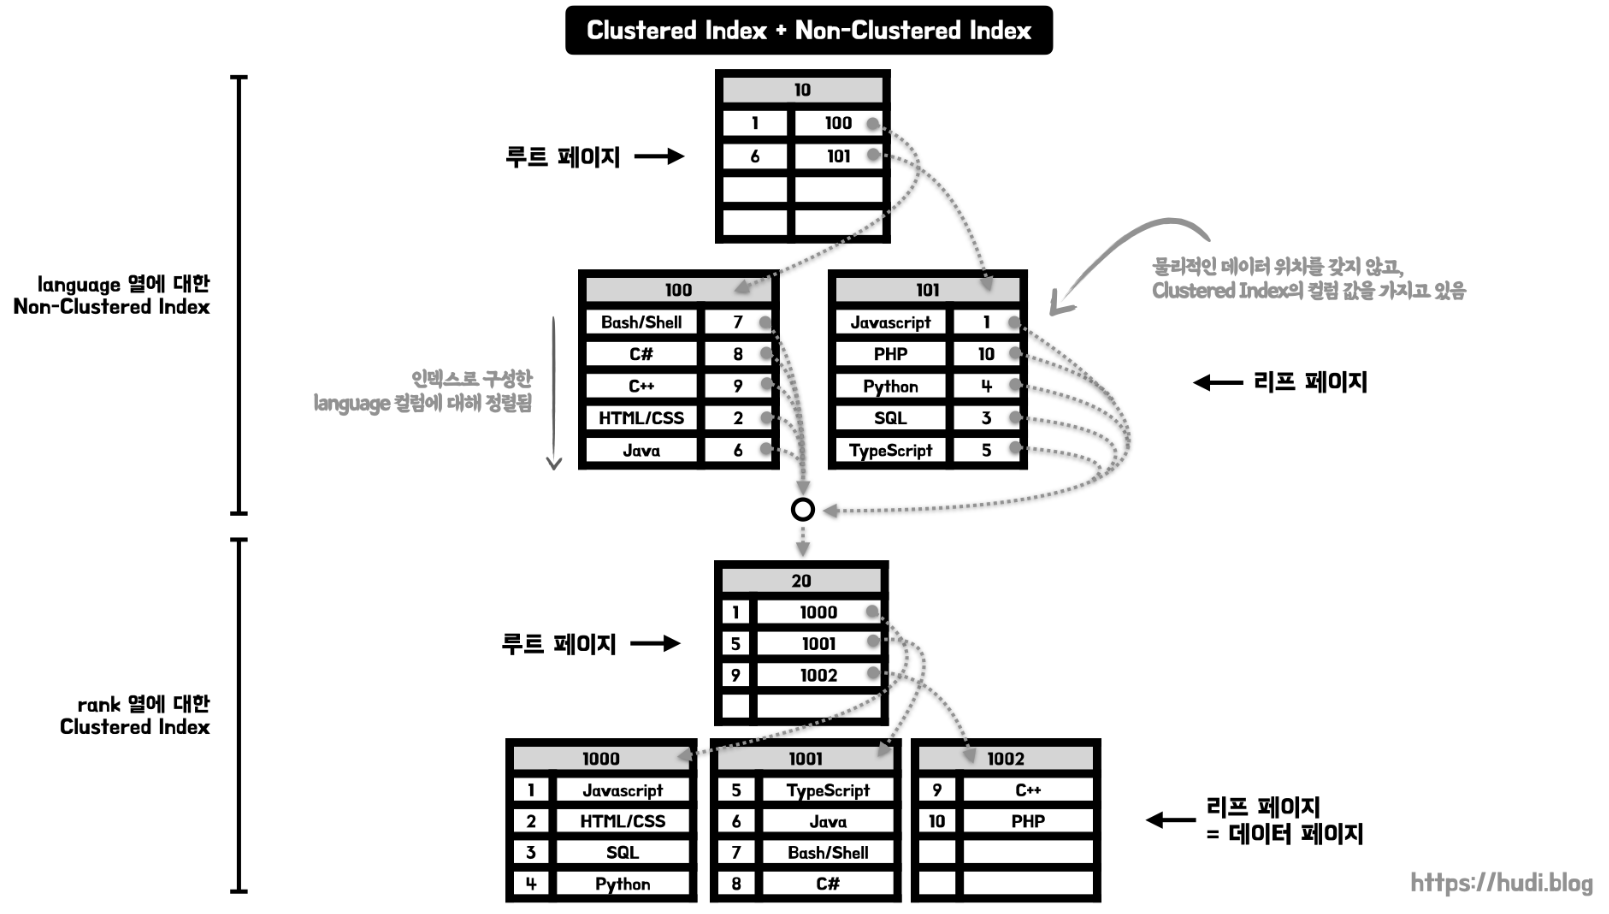 Clustered Index + Non-Clustered Index
10
1 100
6 101
루트 페이지
language 열에 대한
Non-Clustered Index
물리적인 데이터 위치를 갖지 않고,
Clustered Index의 컬럼 값을 가지고 있음
100
Bash/Shell 7
C# 8
C++ 9
HTML/CSS 2
Java 6
101
Javascript 1
PHP 10
Python 4
SQL 3
TypeScript 5
인덱스로 구성한
language 컬럼에 대해 정렬됨
리프 페이지
20
1 1000
5 1001
9 1002
루트 페이지
rank 열에 대한
Clustered Index
1000
1 Javascript
2 HTML/CSS
3 SQL
4 Python
1001
5 TypeScript
6 Java
7 Bash/Shell
8 C#
1002
9 C++
10 PHP
리프 페이지
= 데이터 페이지
https://hudi.blog